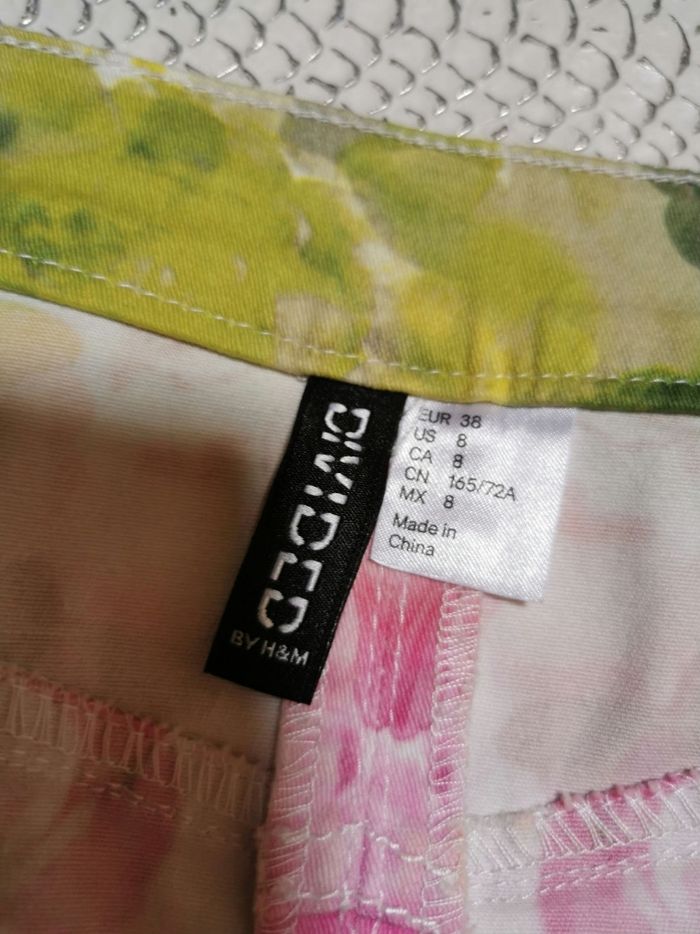 DIVIDED
BY H&M
EUR 38
US 8
CA 8
CN 165/72A
MX 8
Made in
China